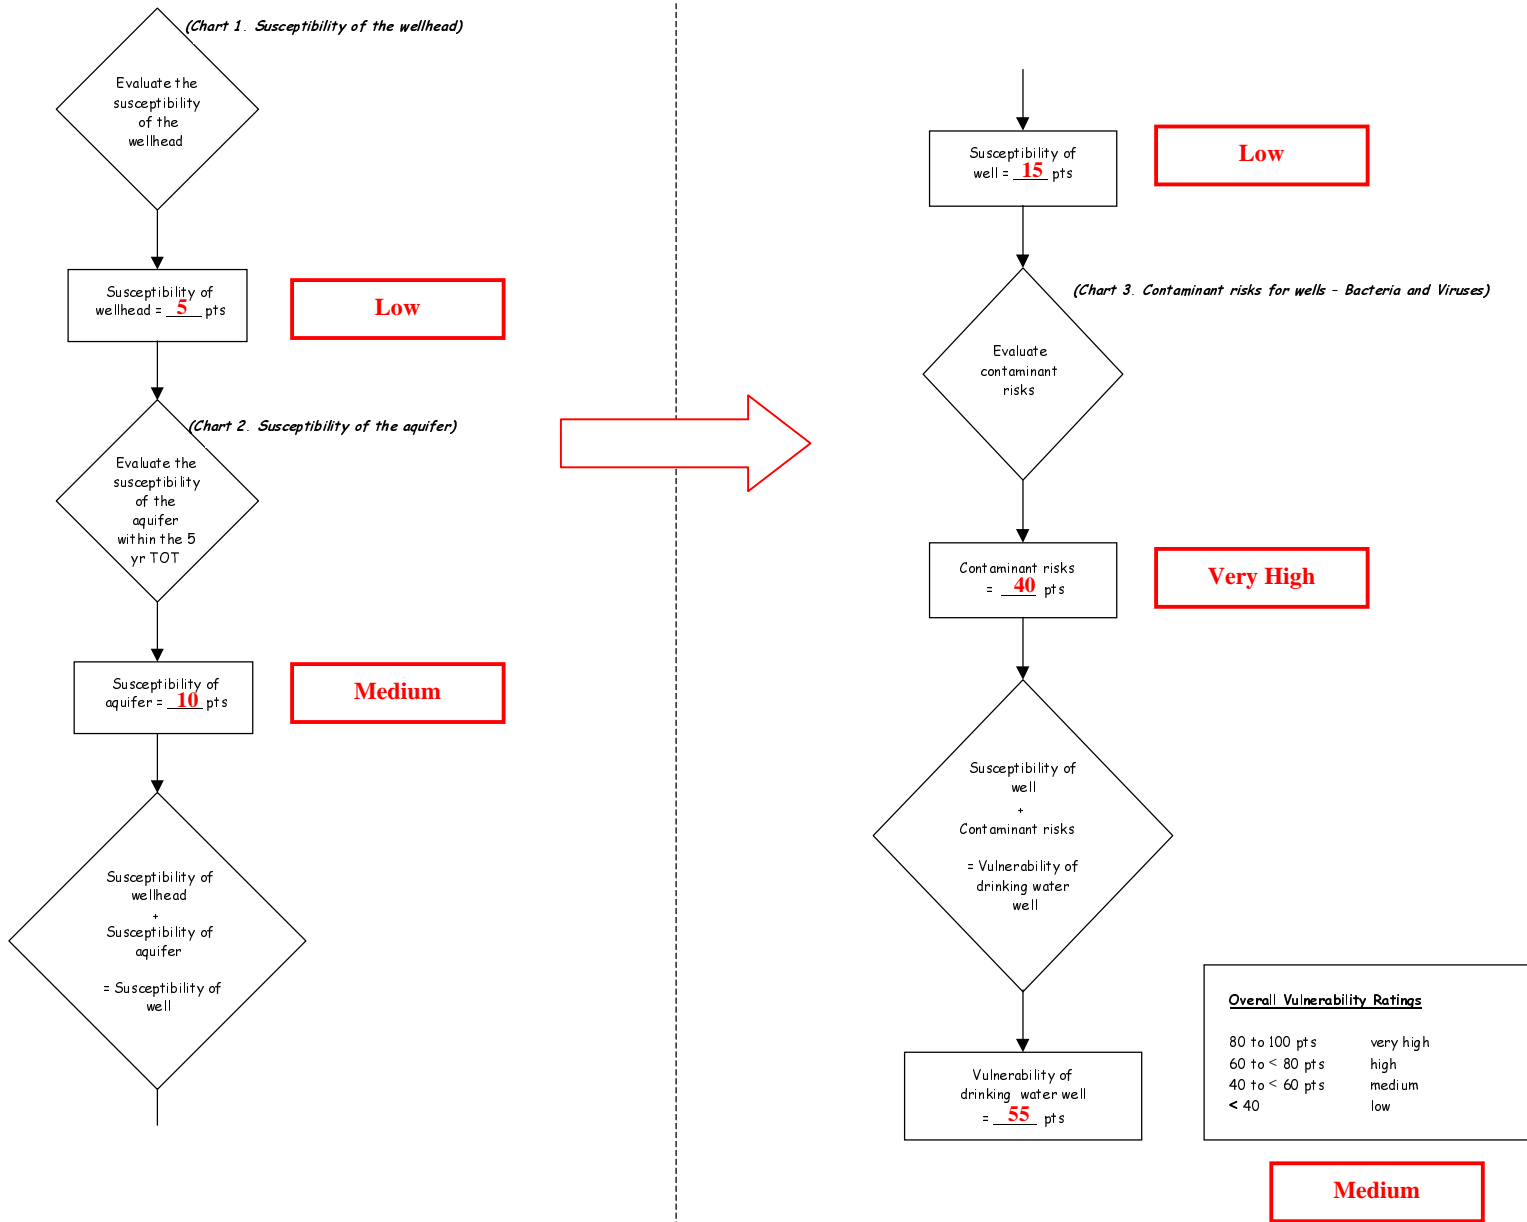 (Chart 1. Susceptibility of the wellhead)
Evaluate the
susceptibility
of the
wellhead
Susceptibility of
wellhead = 5 pts
Low
(Chart 2. Susceptibility of the aquifer)
Evaluate the
susceptibility
of the
aquifer
within the 5
yr TOT
Susceptibility of
aquifer = 10 pts
Medium
Susceptibility of
wellhead
+
Susceptibility of
aquifer
= Susceptibility of
well
Susceptibility of
well = 15 pts
Low
(Chart 3. Contaminant risks for wells – Bacteria and Viruses)
Evaluate
contaminant
risks
Contaminant risks
= 40 pts
Very High
Susceptibility of
well
+
Contaminant risks
= Vulnerability of
drinking water
well
Vulnerability of
drinking water well
= 55 pts
Overall Vulnerability Ratings
80 to 100 pts very high
60 to < 80 pts high
40 to < 60 pts medium
< 40 low
Medium